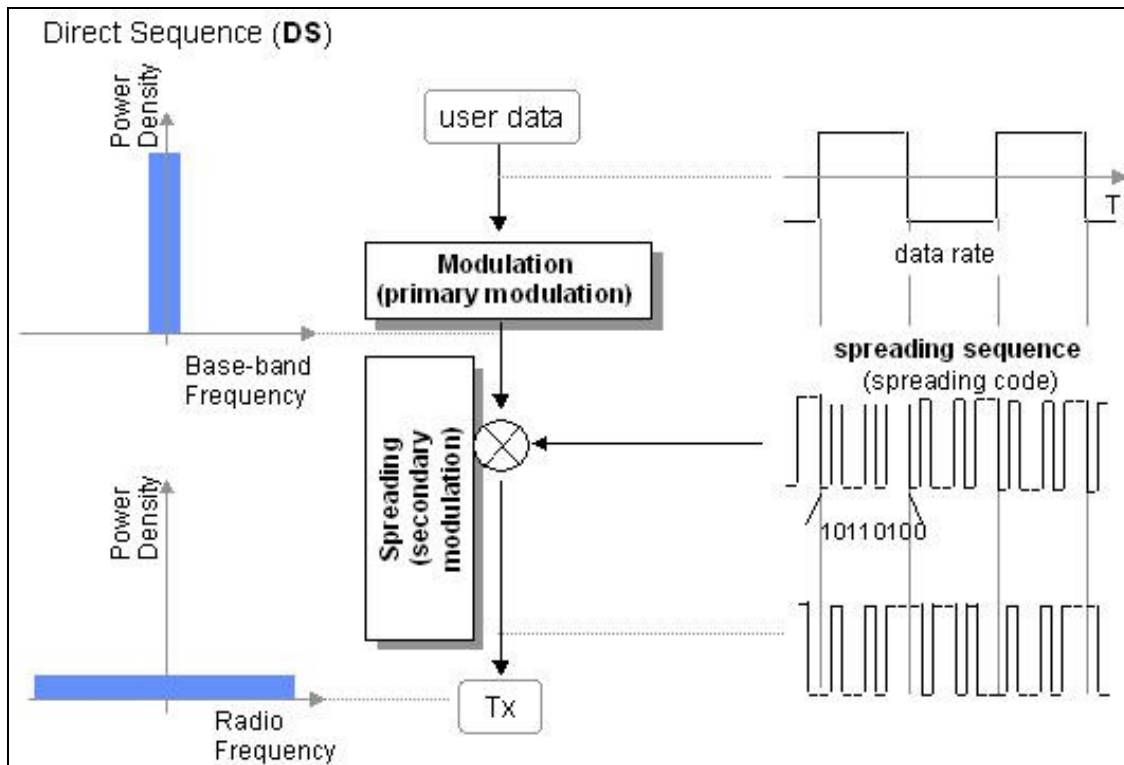 Direct Sequence (DS)
Power
Density
user data
T
data rate
Modulation
(primary modulation)
Base-band
Frequency
spreading sequence
(spreading code)
Spreading
(secondary
modulation)
10110100
Power
Density
Tx
Radio
Frequency